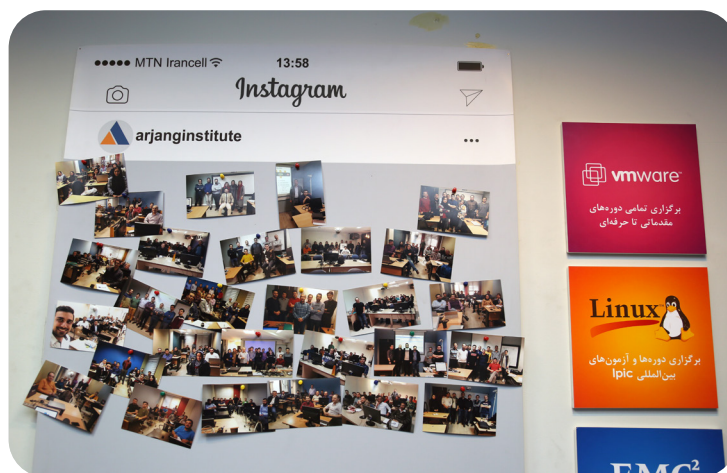 MTN Irancell
13:58
Instagram
arjanginstitute
vmware
برگزاری تمامی دوره‌های
مقدماتی تا حرفه‌ای
Linux
برگزاری دوره‌ها و آزمون‌های
بین‌المللی lpic
EMC²